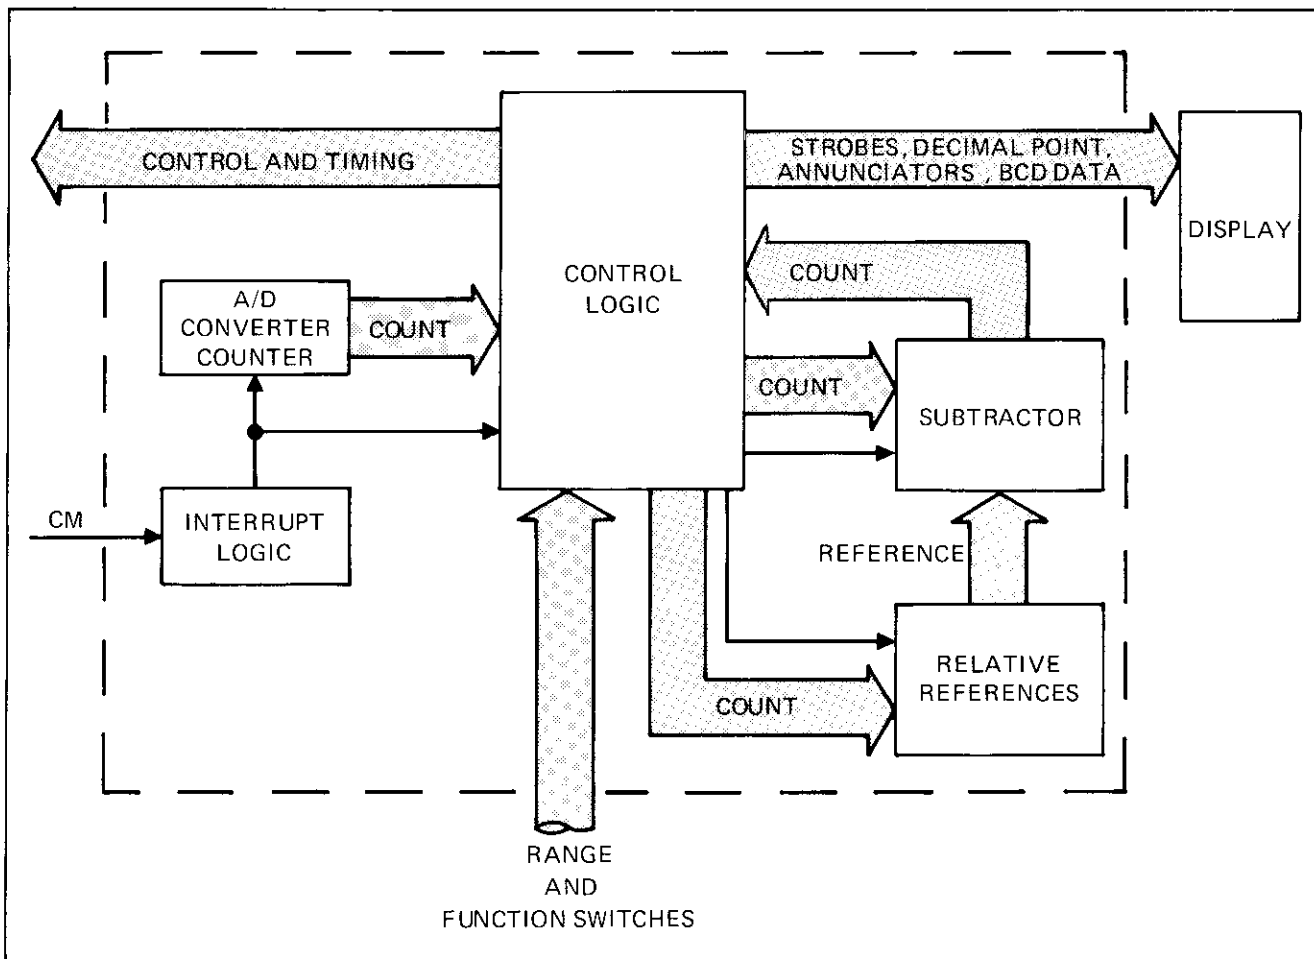 CONTROL AND TIMING
STROBES, DECIMAL POINT,
ANNUNCIATORS , BCD DATA
DISPLAY
CONTROL
LOGIC
COUNT
A/D
CONVERTER
COUNTER
COUNT
COUNT
SUBTRACTOR
CM
INTERRUPT
LOGIC
REFERENCE
RELATIVE
REFERENCES
COUNT
RANGE
AND
FUNCTION SWITCHES